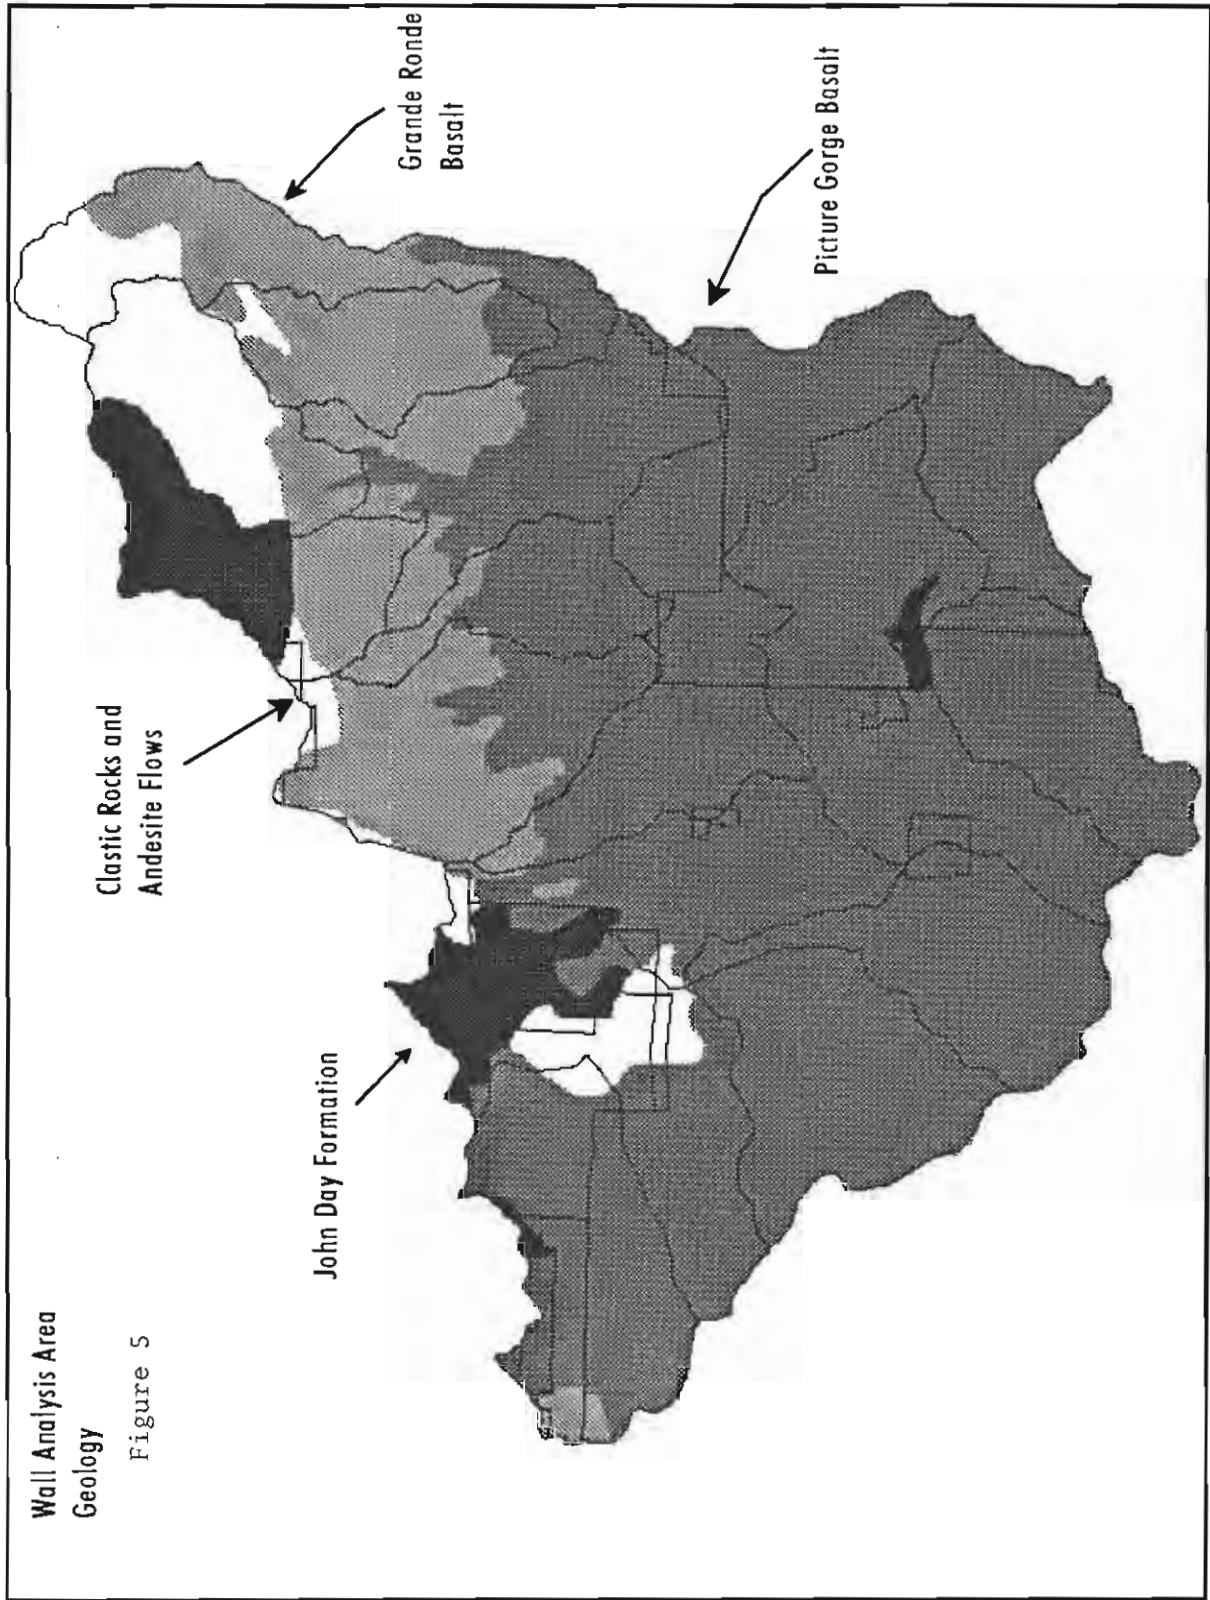 Wall Analysis Area
Geology
Figure 5
John Day Formation
Clastic Rocks and
Andesite Flows
Grande Ronde
Basalt
Picture Gorge Basalt